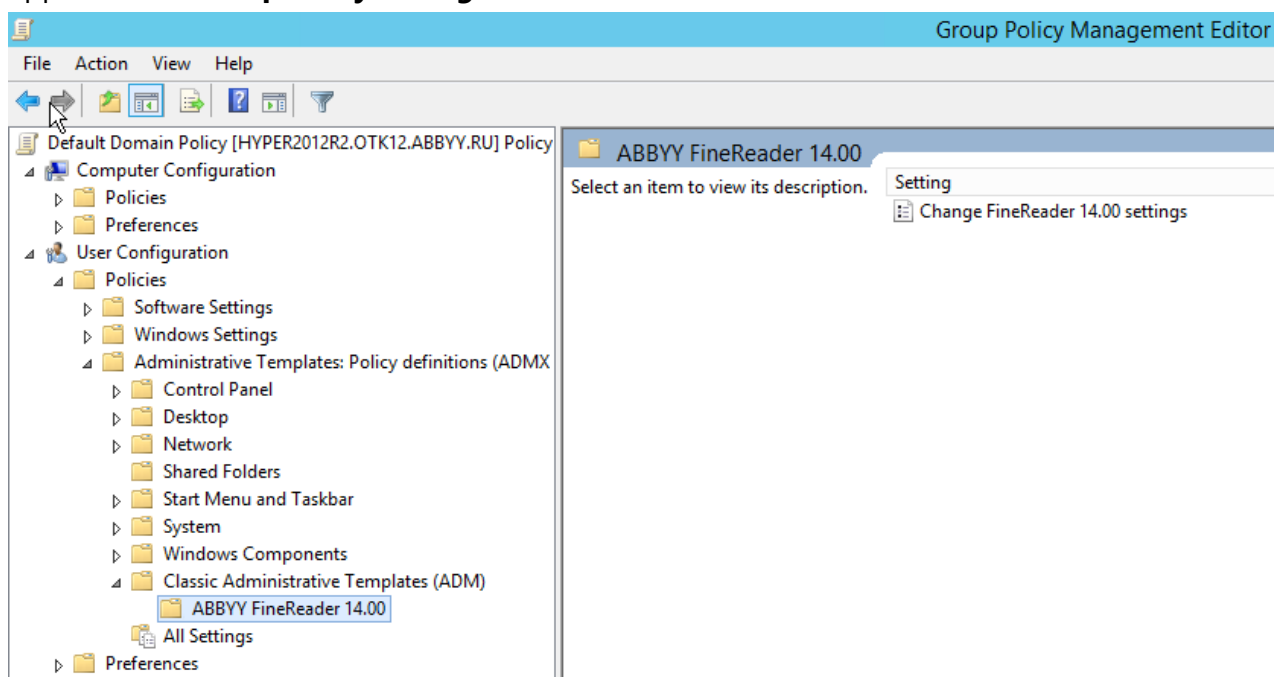 Group Policy Management Editor
File Action View Help
Default Domain Policy [HYPER2012R2.OTK12.ABBYY.RU] Policy
Computer Configuration
Policies
Preferences
User Configuration
Policies
Software Settings
Windows Settings
Administrative Templates: Policy definitions (ADMX
Control Panel
Desktop
Network
Shared Folders
Start Menu and Taskbar
System
Windows Components
Classic Administrative Templates (ADM)
ABBYY FineReader 14.00
All Settings
Preferences
ABBYY FineReader 14.00
Select an item to view its description.
Setting
Change FineReader 14.00 settings